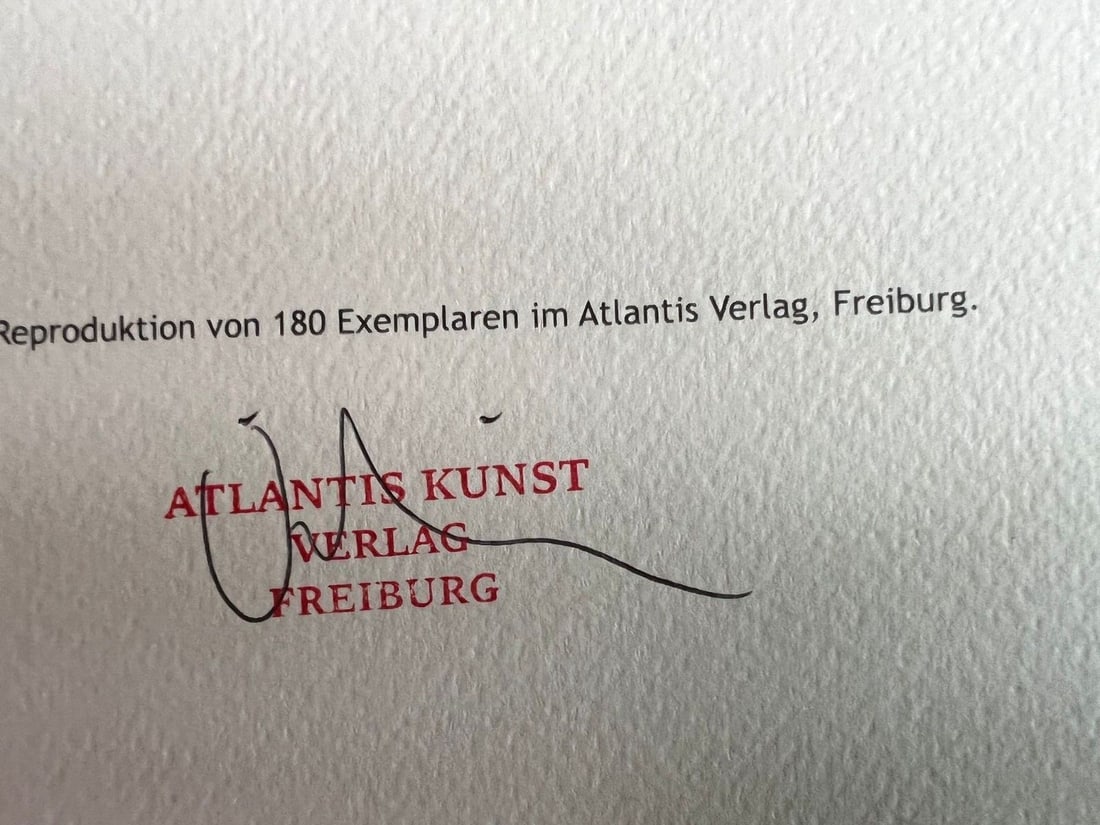 Reproduktion von 180 Exemplaren im Atlantis Verlag, Freiburg.
ATLANTIS KUNST
VERLAG
FREIBURG